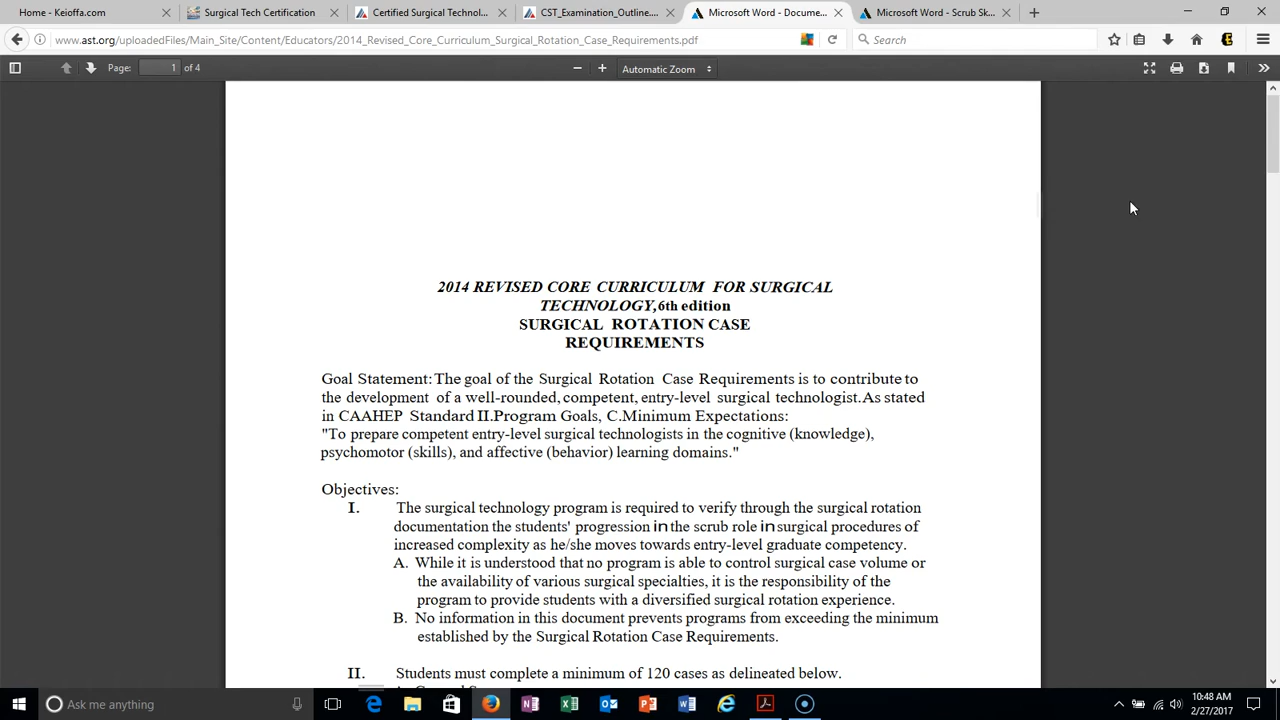 Home - Keioffa.com
Surgical Tech Certification
Certified Surgical Technol...
CST_Examination_Outline....
Microsoft Word - Docume...
Microsoft Word - Scrub Sk...
www.ast.org/uploadedFiles/Main_Site/Content/Educators/2014_Revised_Core_Curriculum_Surgical_Rotation_Case_Requirements.pdf
Search
Page: 1 of 4
Automatic Zoom
2014 REVISED CORE CURRICULUM FOR SURGICAL
TECHNOLOGY,6th edition
SURGICAL ROTATION CASE
REQUIREMENTS
Goal Statement:The goal of the Surgical Rotation Case Requirements is to contribute to
the development of a well-rounded, competent, entry-level surgical technologist.As stated
in CAAHEP Standard II.Program Goals, C.Minimum Expectations:
"To prepare competent entry-level surgical technologists in the cognitive (knowledge),
psychomotor (skills), and affective (behavior) learning domains."
Objectives:
I. The surgical technology program is required to verify through the surgical rotation
documentation the students' progression in the scrub role in surgical procedures of
increased complexity as he/she moves towards entry-level graduate competency.
A. While it is understood that no program is able to control surgical case volume or
the availability of various surgical specialties, it is the responsibility of the
program to provide students with a diversified surgical rotation experience.
B. No information in this document prevents programs from exceeding the minimum
established by the Surgical Rotation Case Requirements.
II. Students must complete a minimum of 120 cases as delineated below.
Ask me anything
10:48 AM
2/27/2017